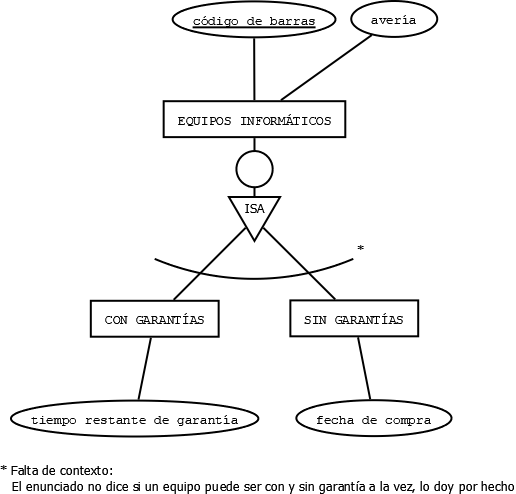 código de barras
avería
EQUIPOS INFORMÁTICOS
ISA
*
CON GARANTÍAS
SIN GARANTÍAS
tiempo restante de garantía
fecha de compra
* Falta de contexto:
El enunciado no dice si un equipo puede ser con y sin garantía a la vez, lo doy por hecho